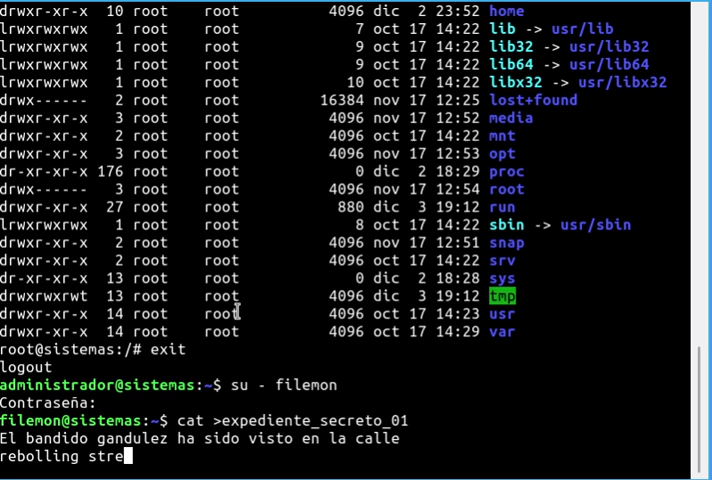 drwxr-xr-x 10 root root 4096 dic 2 23:52 home
lrwxrwxrwx 1 root root 7 oct 17 14:22 lib -> usr/lib
lrwxrwxrwx 1 root root 9 oct 17 14:22 lib32 -> usr/lib32
lrwxrwxrwx 1 root root 9 oct 17 14:22 lib64 -> usr/lib64
lrwxrwxrwx 1 root root 10 oct 17 14:22 libx32 -> usr/libx32
drwx------ 2 root root 16384 nov 17 12:25 lost+found
drwxr-xr-x 3 root root 4096 nov 17 12:52 media
drwxr-xr-x 2 root root 4096 oct 17 14:22 mnt
drwxr-xr-x 3 root root 4096 nov 17 12:53 opt
dr-xr-xr-x 176 root root 0 dic 2 18:29 proc
drwx------ 3 root root 4096 nov 17 12:54 root
drwxr-xr-x 27 root root 880 dic 3 19:12 run
lrwxrwxrwx 1 root root 8 oct 17 14:22 sbin -> usr/sbin
drwxr-xr-x 2 root root 4096 nov 17 12:51 snap
drwxr-xr-x 2 root root 4096 oct 17 14:22 srv
dr-xr-xr-x 13 root root 0 dic 2 18:28 sys
drwxrwxrwt 13 root root 4096 dic 3 19:12 tmp
drwxr-xr-x 14 root root 4096 oct 17 14:23 usr
drwxr-xr-x 14 root root 4096 oct 17 14:29 var
root@sistemas:/# exit
logout
administrador@sistemas:~$ su - filemon
Contraseña:
filemon@sistemas:~$ cat >expediente_secreto_01
El bandido gandulez ha sido visto en la calle
rebolling stre